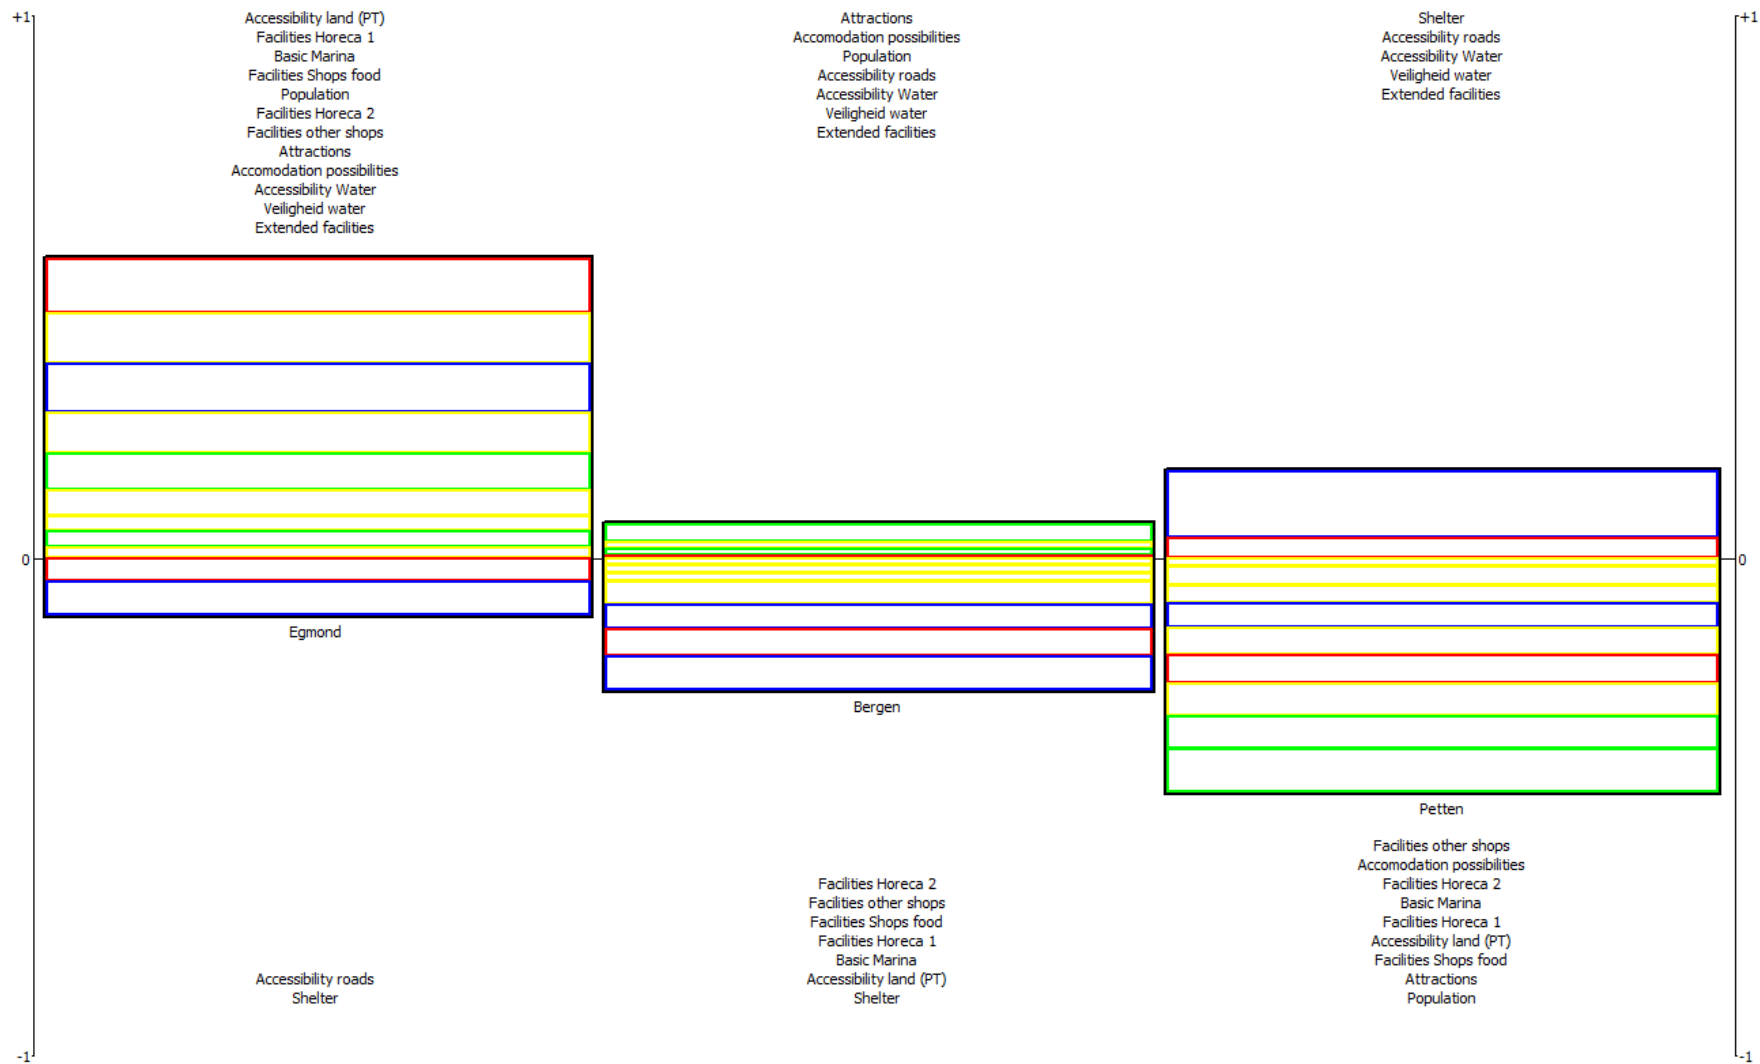 +1
Accessibility land (PT)
Facilities Horeca 1
Basic Marina
Facilities Shops food
Population
Facilities Horeca 2
Facilities other shops
Attractions
Accomodation possibilities
Accessibility Water
Veiligheid water
Extended facilities
Attractions
Accomodation possibilities
Population
Accessibility roads
Accessibility Water
Veiligheid water
Extended facilities
Shelter
Accessibility roads
Accessibility Water
Veiligheid water
Extended facilities
+1
0
0
Egmond
Bergen
Petten
Accessibility roads
Shelter
Facilities Horeca 2
Facilities other shops
Facilities Shops food
Facilities Horeca 1
Basic Marina
Accessibility land (PT)
Shelter
Facilities other shops
Accomodation possibilities
Facilities Horeca 2
Basic Marina
Facilities Horeca 1
Accessibility land (PT)
Facilities Shops food
Attractions
Population
-1
-1